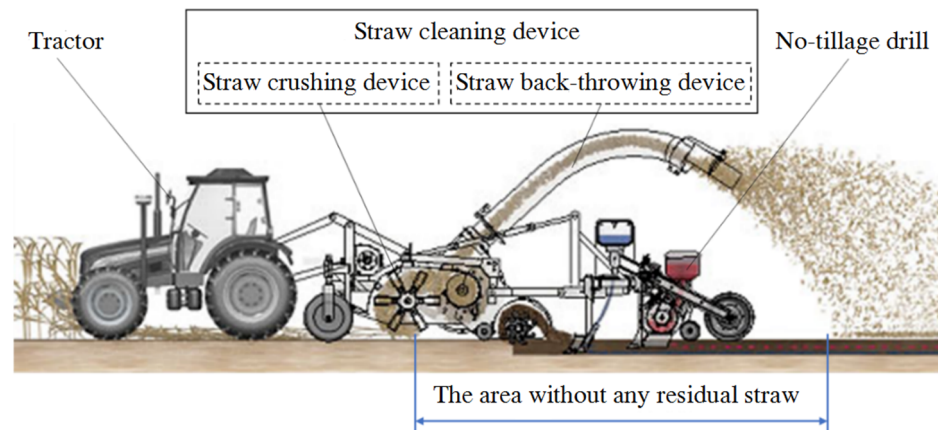 Tractor
Straw cleaning device
Straw crushing device
Straw back-throwing device
No-tillage drill
The area without any residual straw